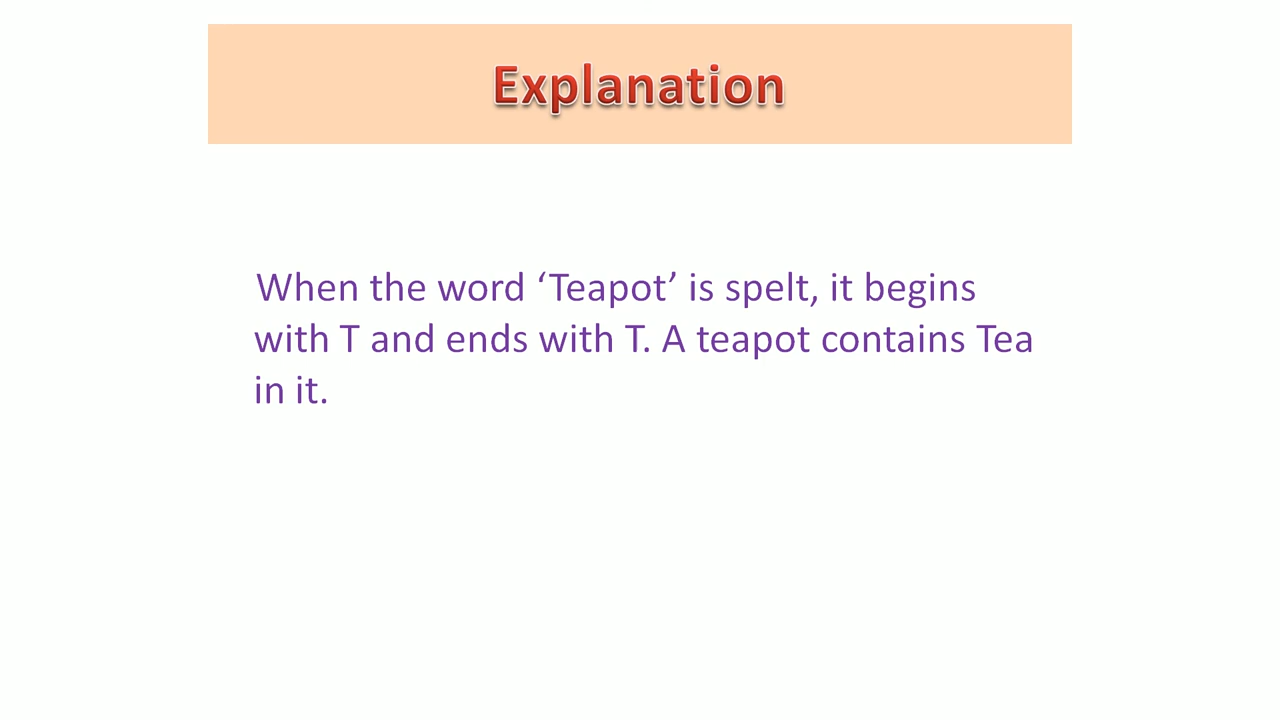 Explanation
When the word ‘Teapot’ is spelt, it begins
with T and ends with T. A teapot contains Tea
in it.